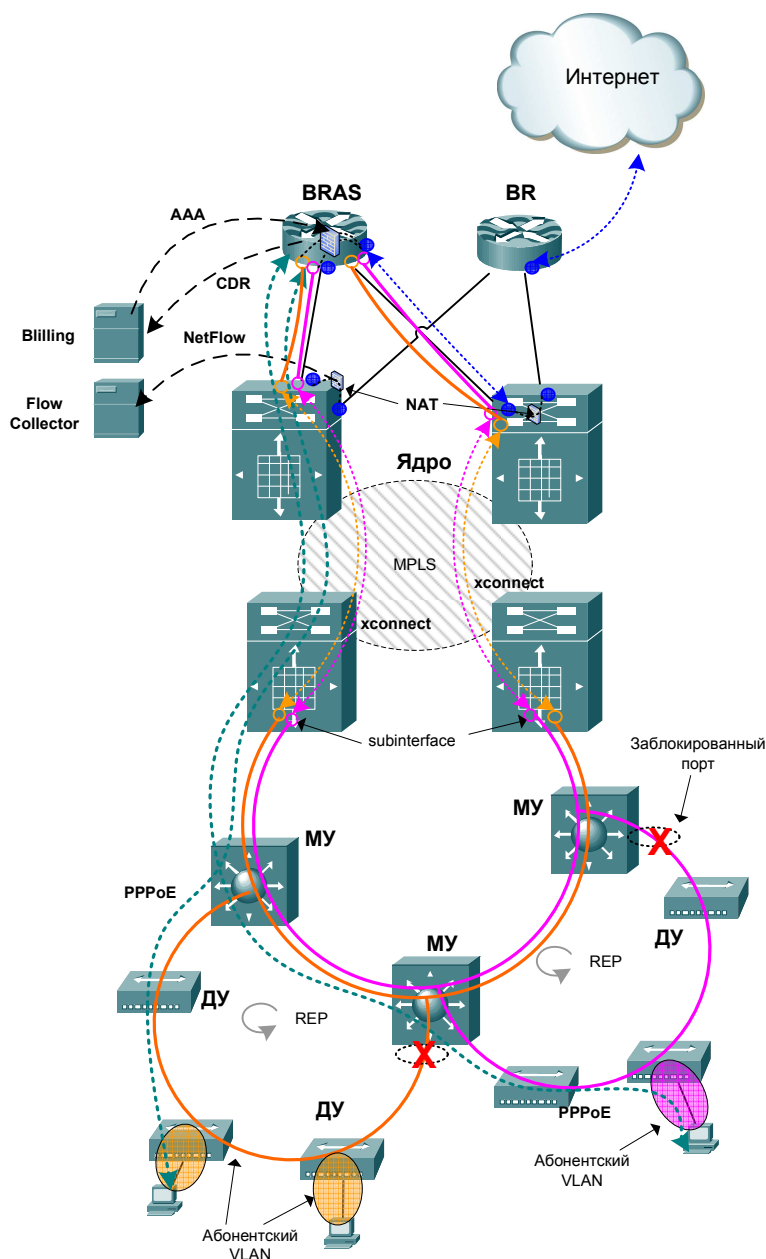 Интернет
BRAS
BR
AAA
CDR
Blilling
NetFlow
Flow
Collector
NAT
Ядро
MPLS
xconnect
xconnect
subinterface
Заблокированный
порт
МУ
МУ
PPPoE
МУ
ДУ
REP
ДУ
REP
ДУ
PPPoE
Абонентский
VLAN
Абонентский
VLAN